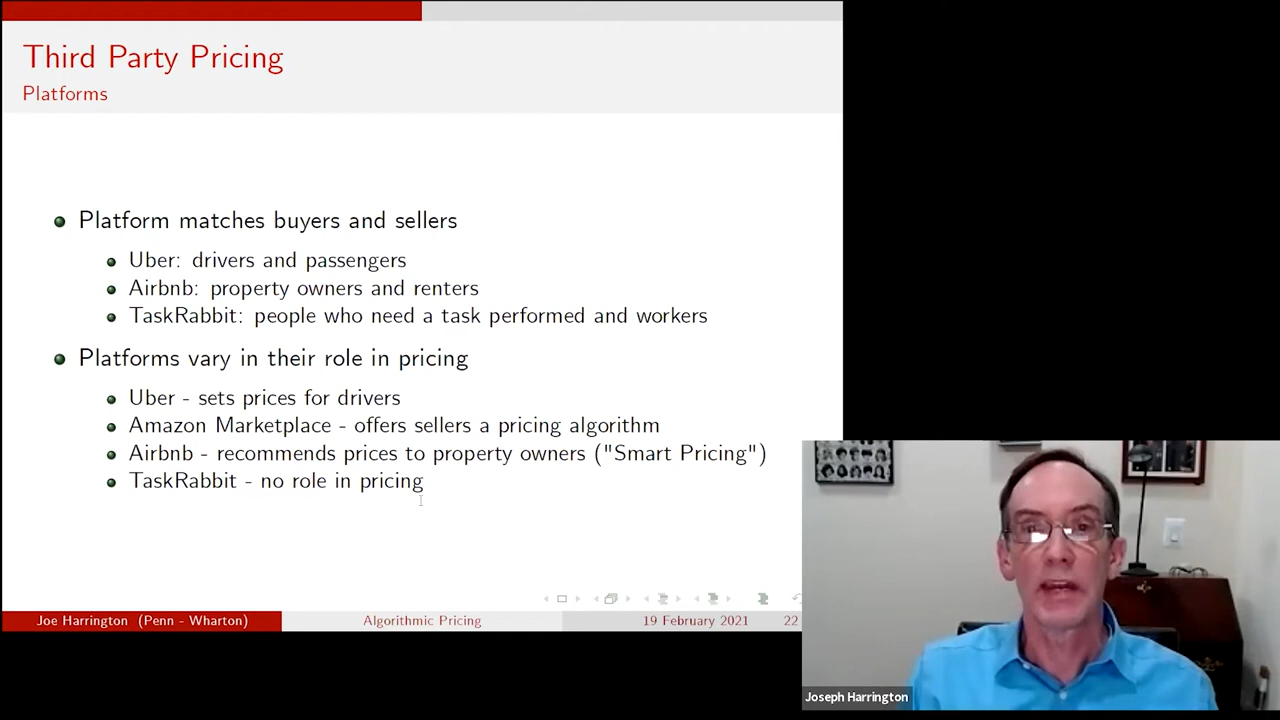 Third Party Pricing
Platforms
Platform matches buyers and sellers
Uber: drivers and passengers
Airbnb: property owners and renters
TaskRabbit: people who need a task performed and workers
Platforms vary in their role in pricing
Uber - sets prices for drivers
Amazon Marketplace - offers sellers a pricing algorithm
Airbnb - recommends prices to property owners ("Smart Pricing")
TaskRabbit - no role in pricing
Joe Harrington (Penn - Wharton) Algorithmic Pricing 19 February 2021 22
Joseph Harrington